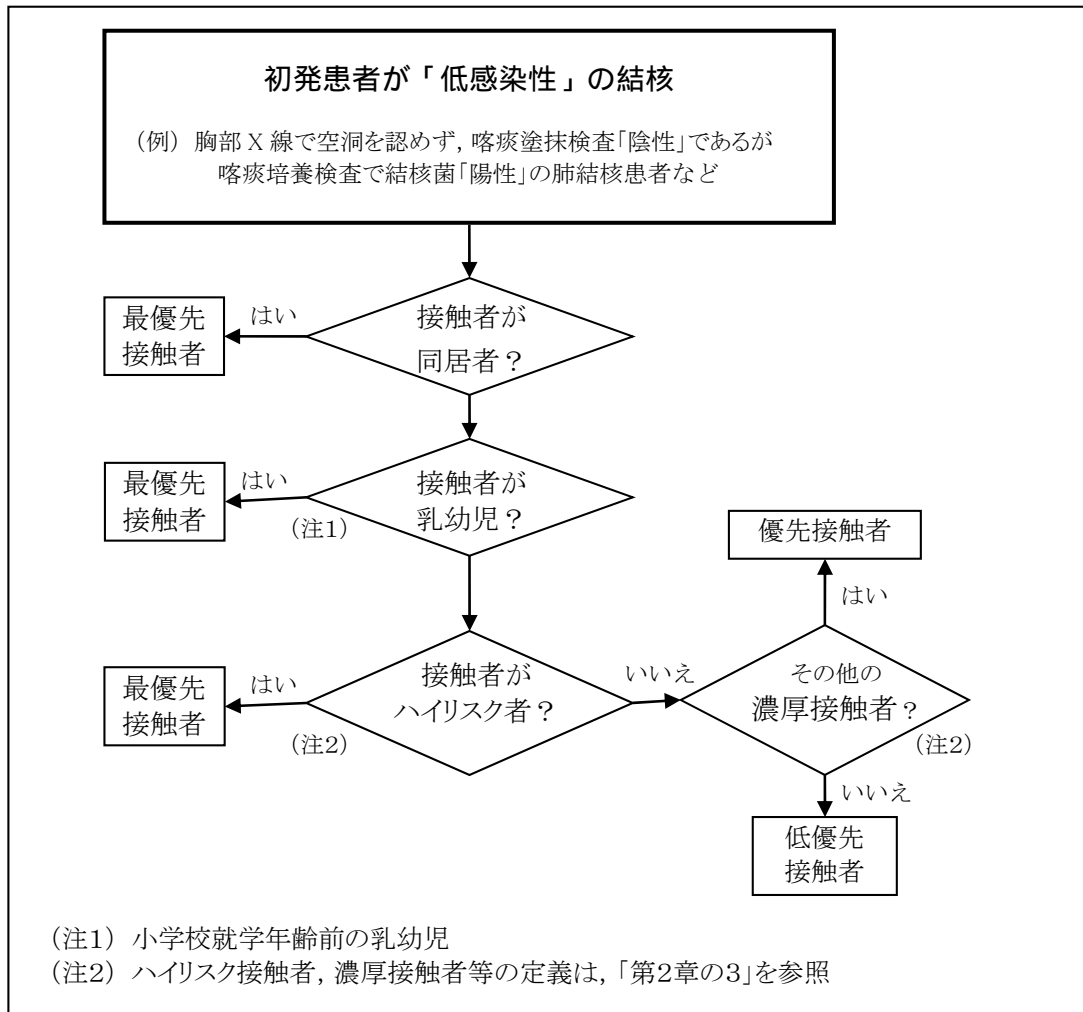 初発患者が「低感染性」の結核
（例） 胸部 X 線で空洞を認めず，喀痰塗抹検査「陰性」であるが
喀痰培養検査で結核菌「陽性」の肺結核患者など
接触者が
同居者？
はい
最優先
接触者
接触者が
乳幼児？
はい
（注1）
最優先
接触者
接触者が
ハイリスク者？
はい
（注2）
最優先
接触者
いいえ
その他の
濃厚接触者？
（注2）
はい
優先接触者
いいえ
低優先
接触者
（注1） 小学校就学年齢前の乳幼児
（注2） ハイリスク接触者，濃厚接触者等の定義は，「第2章の3」を参照